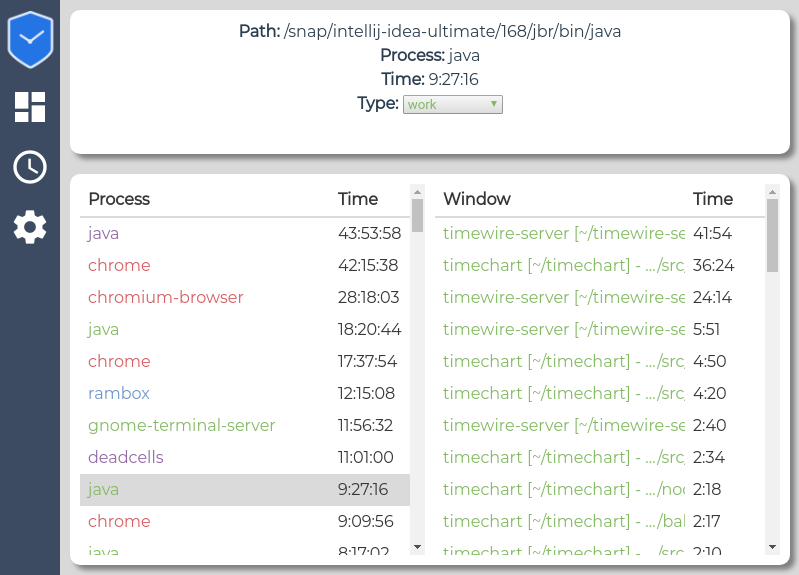 Path: /snap/intellij-idea-ultimate/168/jbr/bin/java
Process: java
Time: 9:27:16
Type: work
Process Time
java 43:53:58
chrome 42:15:38
chromium-browser 28:18:03
java 18:20:44
chrome 17:37:54
rambox 12:15:08
gnome-terminal-server 11:56:32
deadcells 11:01:00
java 9:27:16
chrome 9:09:56
java 8:17:02
Window Time
timewire-server [~/timewire-se 41:54
timechart [~/timechart] - .../src, 36:24
timewire-server [~/timewire-se 24:14
timewire-server [~/timewire-se 5:51
timechart [~/timechart] - .../src, 4:50
timechart [~/timechart] - .../src, 4:20
timewire-server [~/timewire-se 2:40
timechart [~/timechart] - .../src, 2:34
timechart [~/timechart] - .../noc 2:18
timechart [~/timechart] - .../bal 2:17
timechart [~/timechart] - .../src, 2:10